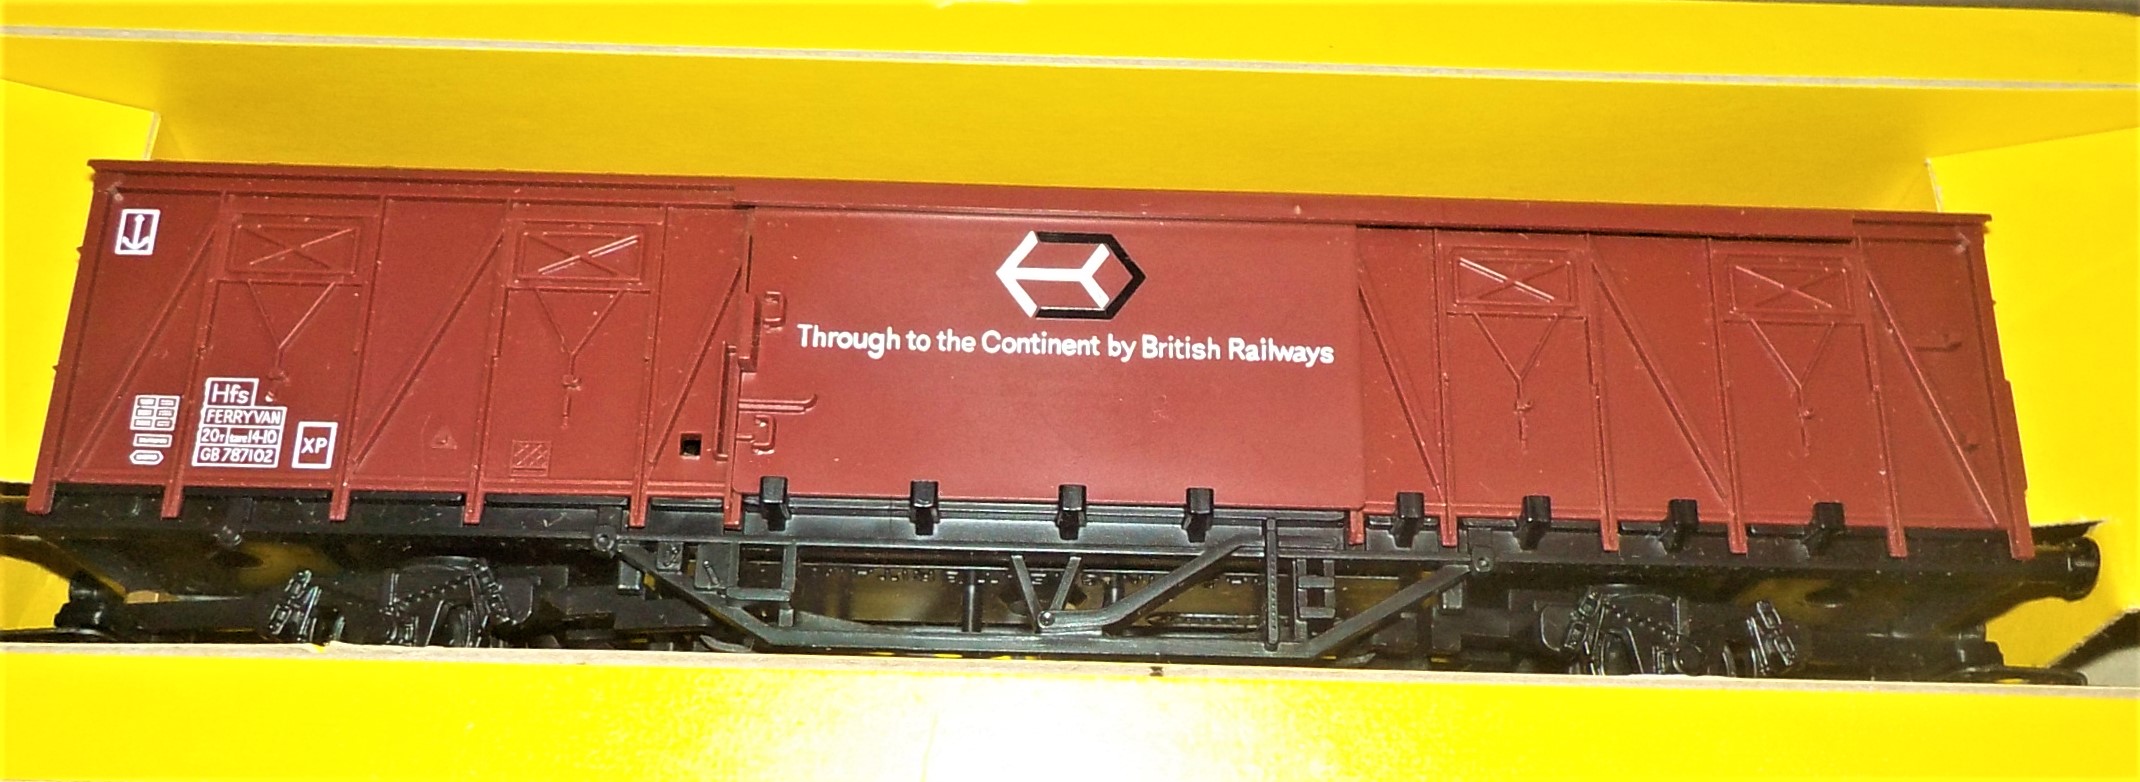 Through to the Continent by British Railways
Hfs
FERRYVAN
20T tare 14-10
GB 787102
XP